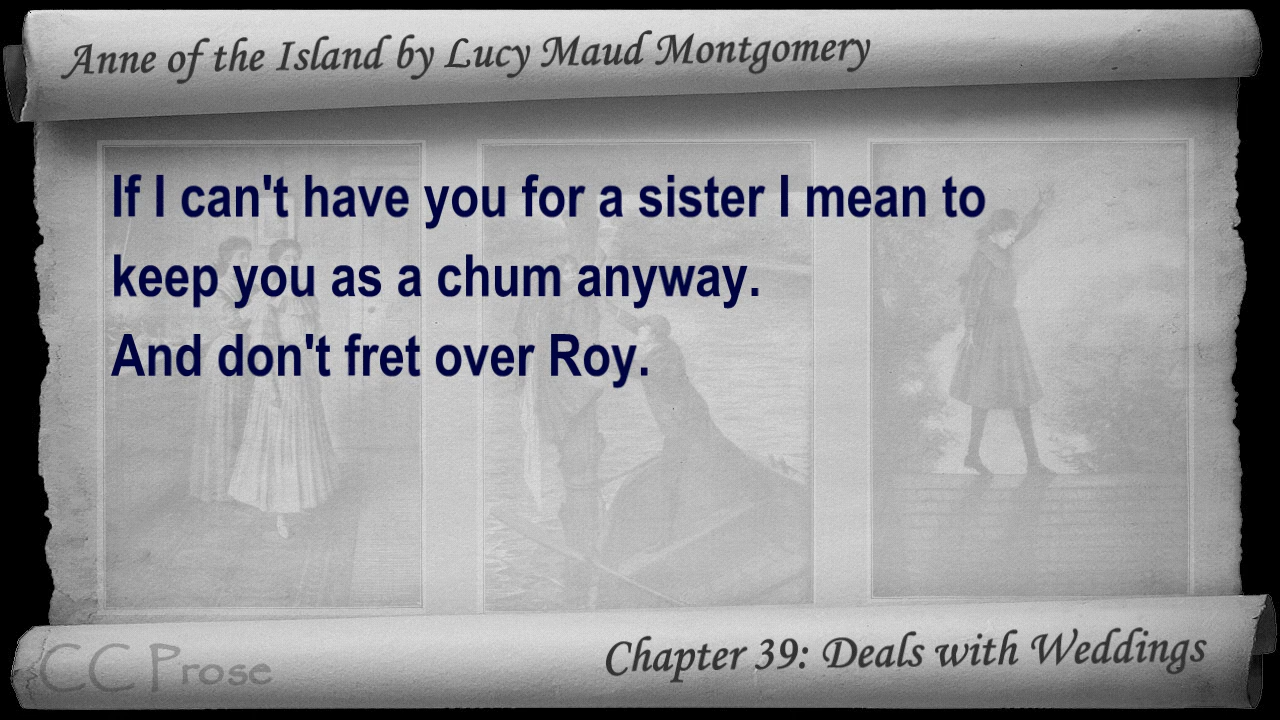 Anne of the Island by Lucy Maud Montgomery
If I can't have you for a sister I mean to
keep you as a chum anyway.
And don't fret over Roy.
CC Prose
Chapter 39: Deals with Weddings